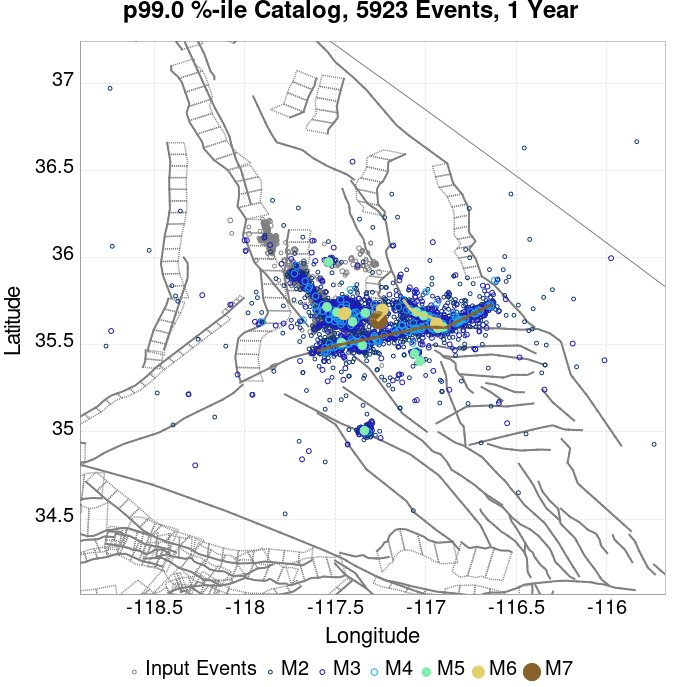 p99.0 %-ile Catalog, 5923 Events, 1 Year
37
36.5
36
35.5
35
34.5
Latitude
-118.5 -118 -117.5 -117 -116.5 -116
Longitude
Input Events M2 M3 M4 M5 M6 M7